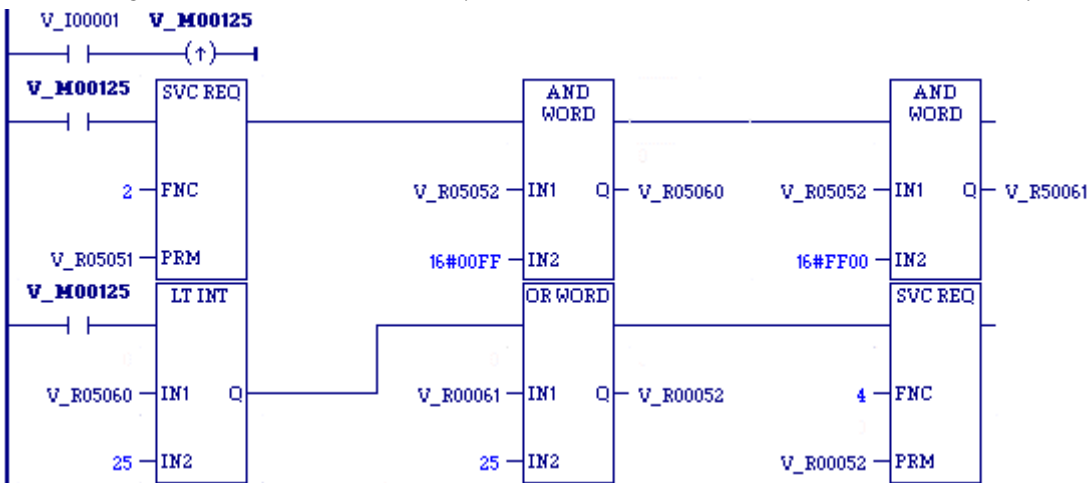 V_I00001 V_M00125
(↑)
V_M00125 SVC REQ AND WORD AND WORD
2 FNC V_R05052 IN1 Q V_R05060 V_R05052 IN1 Q V_R50061
V_R05051 PRM 16#00FF IN2 16#FF00 IN2
V_M00125 LT INT OR WORD SVC REQ
V_R05060 IN1 Q V_R00061 IN1 Q V_R00052 4 FNC
25 IN2 25 IN2 V_R00052 PRM